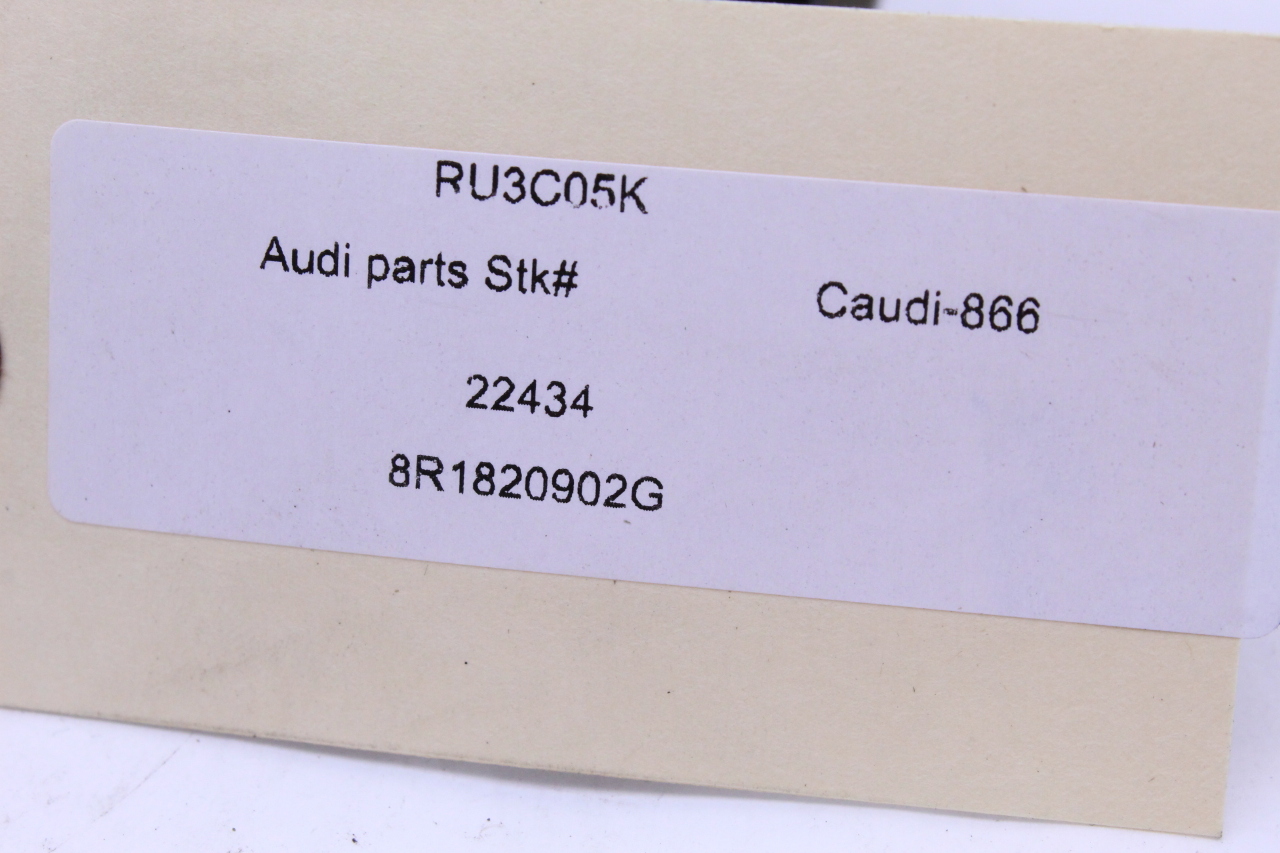 RU3C05K
Audi parts Stk# Caudi-866
22434
8R1820902G